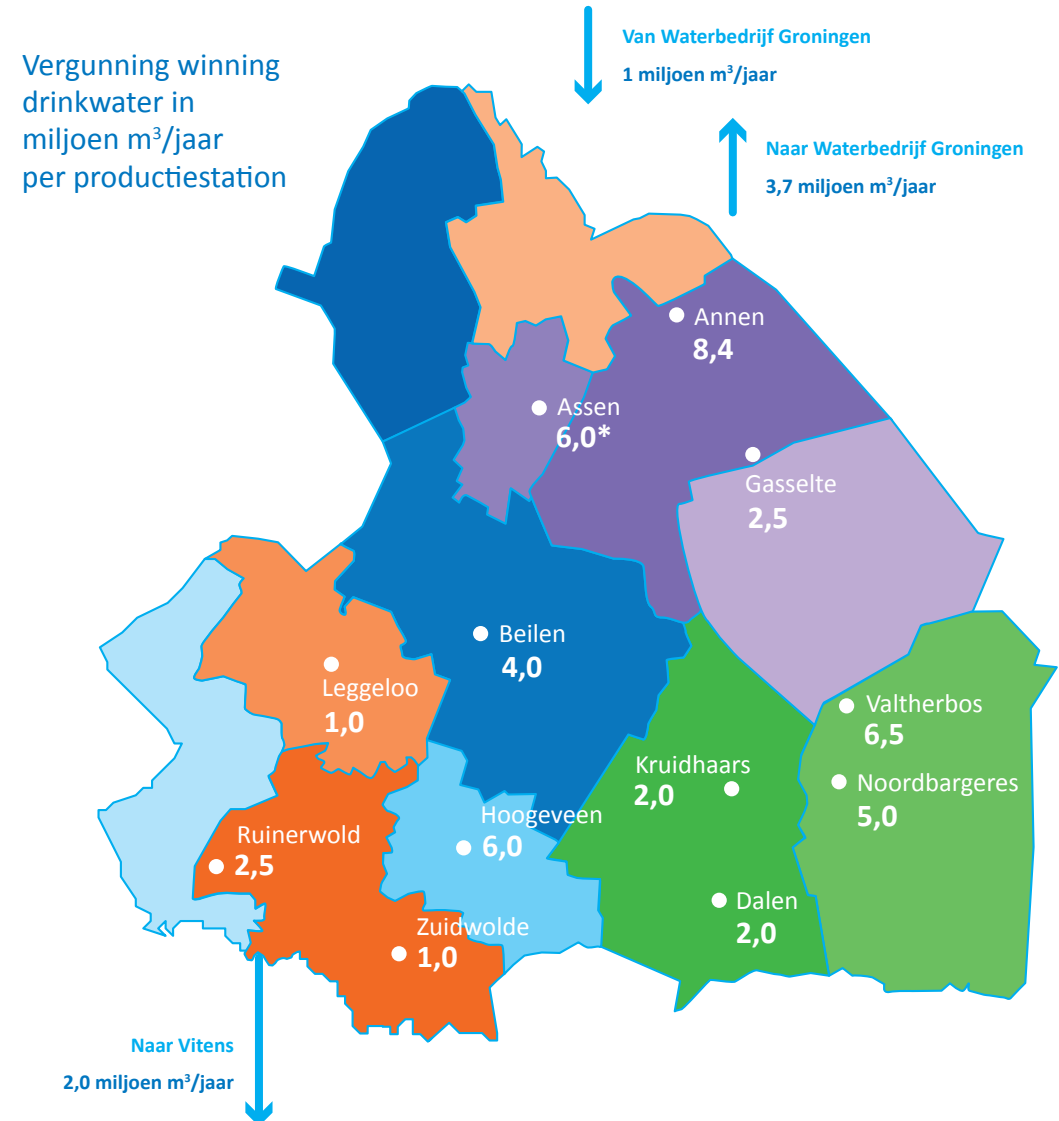 Vergunning winning
drinkwater in
miljoen m³/jaar
per productiestation
Van Waterbedrijf Groningen
1 miljoen m³/jaar
Naar Waterbedrijf Groningen
3,7 miljoen m³/jaar
Annen
8,4
Assen
6,0*
Gasselte
2,5
Beilen
4,0
Leggeloo
1,0
Valtherbos
6,5
Kruidhaars
2,0
Noordbargeres
5,0
Hoogeveen
6,0
Ruinerwold
2,5
Dalen
2,0
Zuidwolde
1,0
Naar Vitens
2,0 miljoen m³/jaar